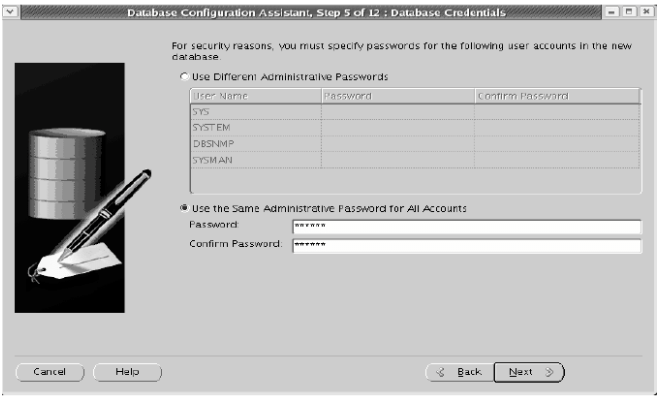 Database Configuration Assistant, Step 5 of 12 : Database Credentials
For security reasons, you must specify passwords for the following user accounts in the new
database.
Use Different Administrative Passwords
User Name Password Confirm Password
SYS
SYSTEM
DBSNMP
SYSMAN
Use the Same Administrative Password for All Accounts
Password: ******
Confirm Password: ******
Cancel Help Back Next